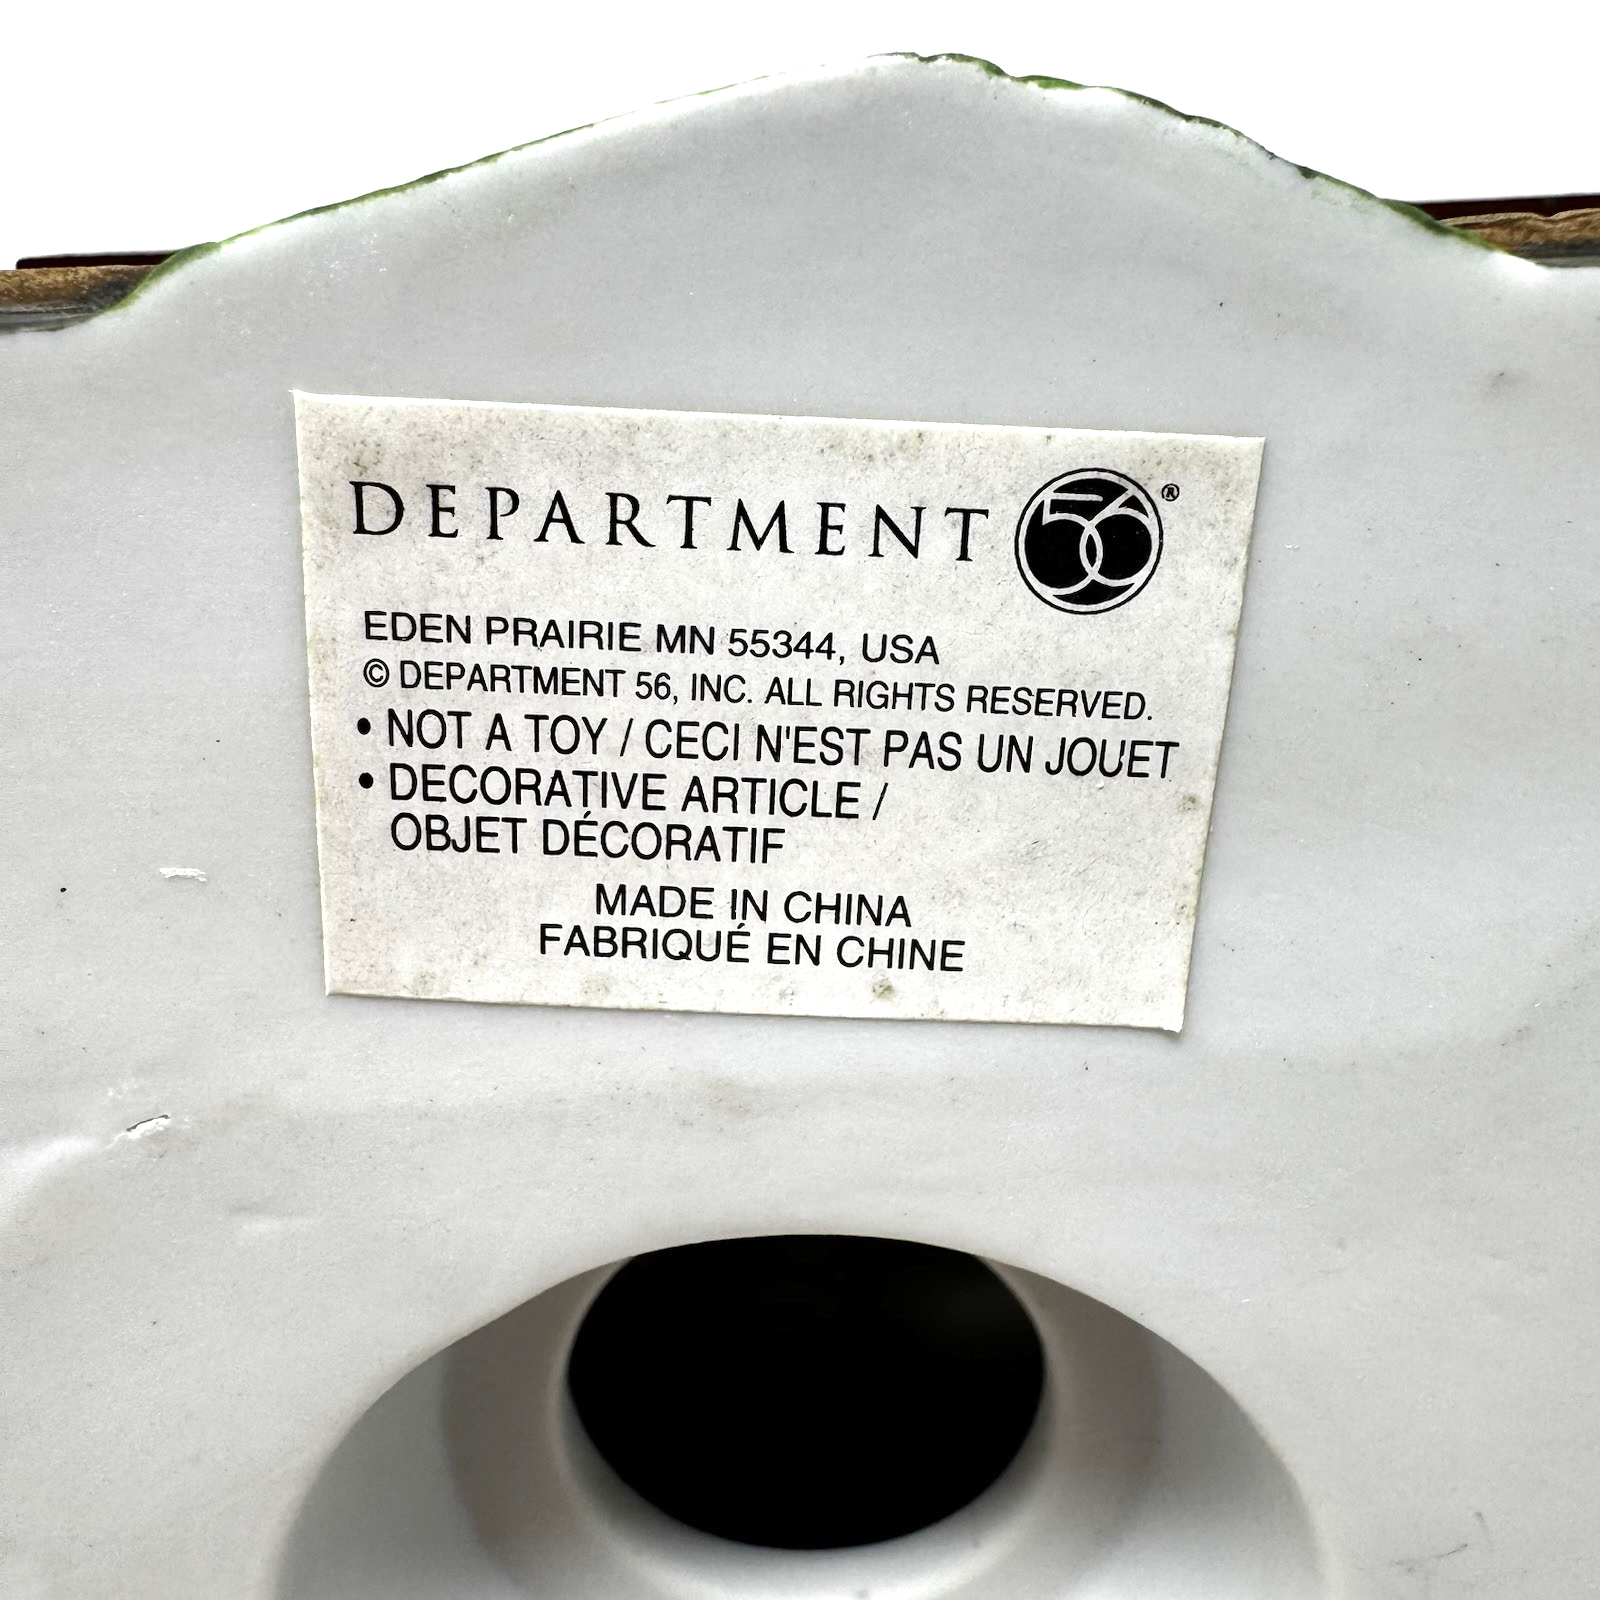 DEPARTMENT 56®
EDEN PRAIRIE MN 55344, USA
© DEPARTMENT 56, INC. ALL RIGHTS RESERVED.
• NOT A TOY / CECI N'EST PAS UN JOUET
• DECORATIVE ARTICLE /
OBJET DÉCORATIF
MADE IN CHINA
FABRIQUÉ EN CHINE